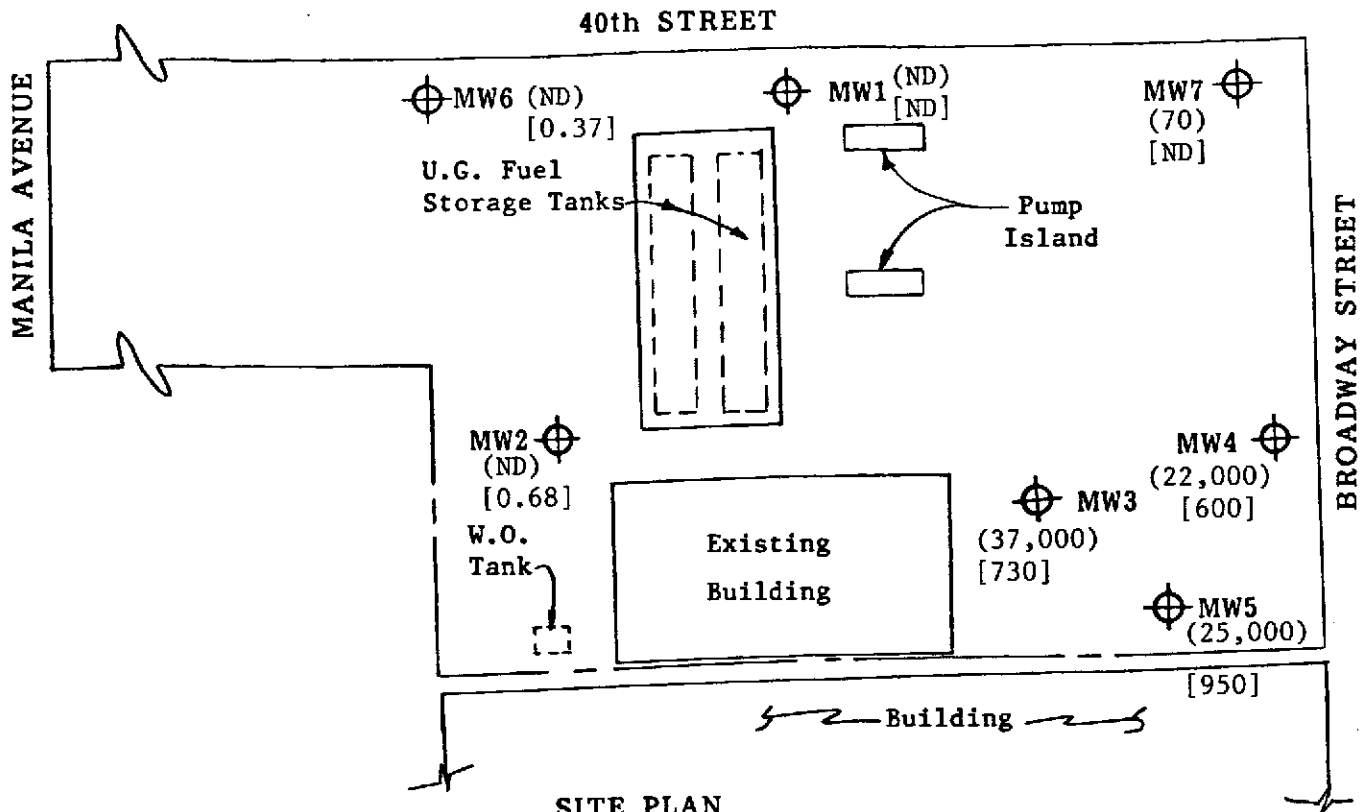 40th STREET
MANILA AVENUE
MW6 (ND)
[0.37]
MW1 (ND)
[ND]
MW7
(70)
[ND]
U.G. Fuel
Storage Tanks
Pump
Island
BROADWAY STREET
MW2
(ND)
[0.68]
MW4
(22,000)
[600]
MW3
(37,000)
[730]
W.O.
Tank
Existing
Building
MW5
(25,000)
[950]
Building
SITE PLAN